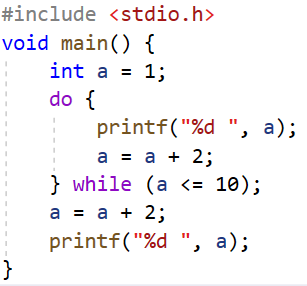 #include <stdio.h>
void main() {
    int a = 1;
    do {
        printf("%d ", a);
        a = a + 2;
    } while (a <= 10);
    a = a + 2;
    printf("%d ", a);
}